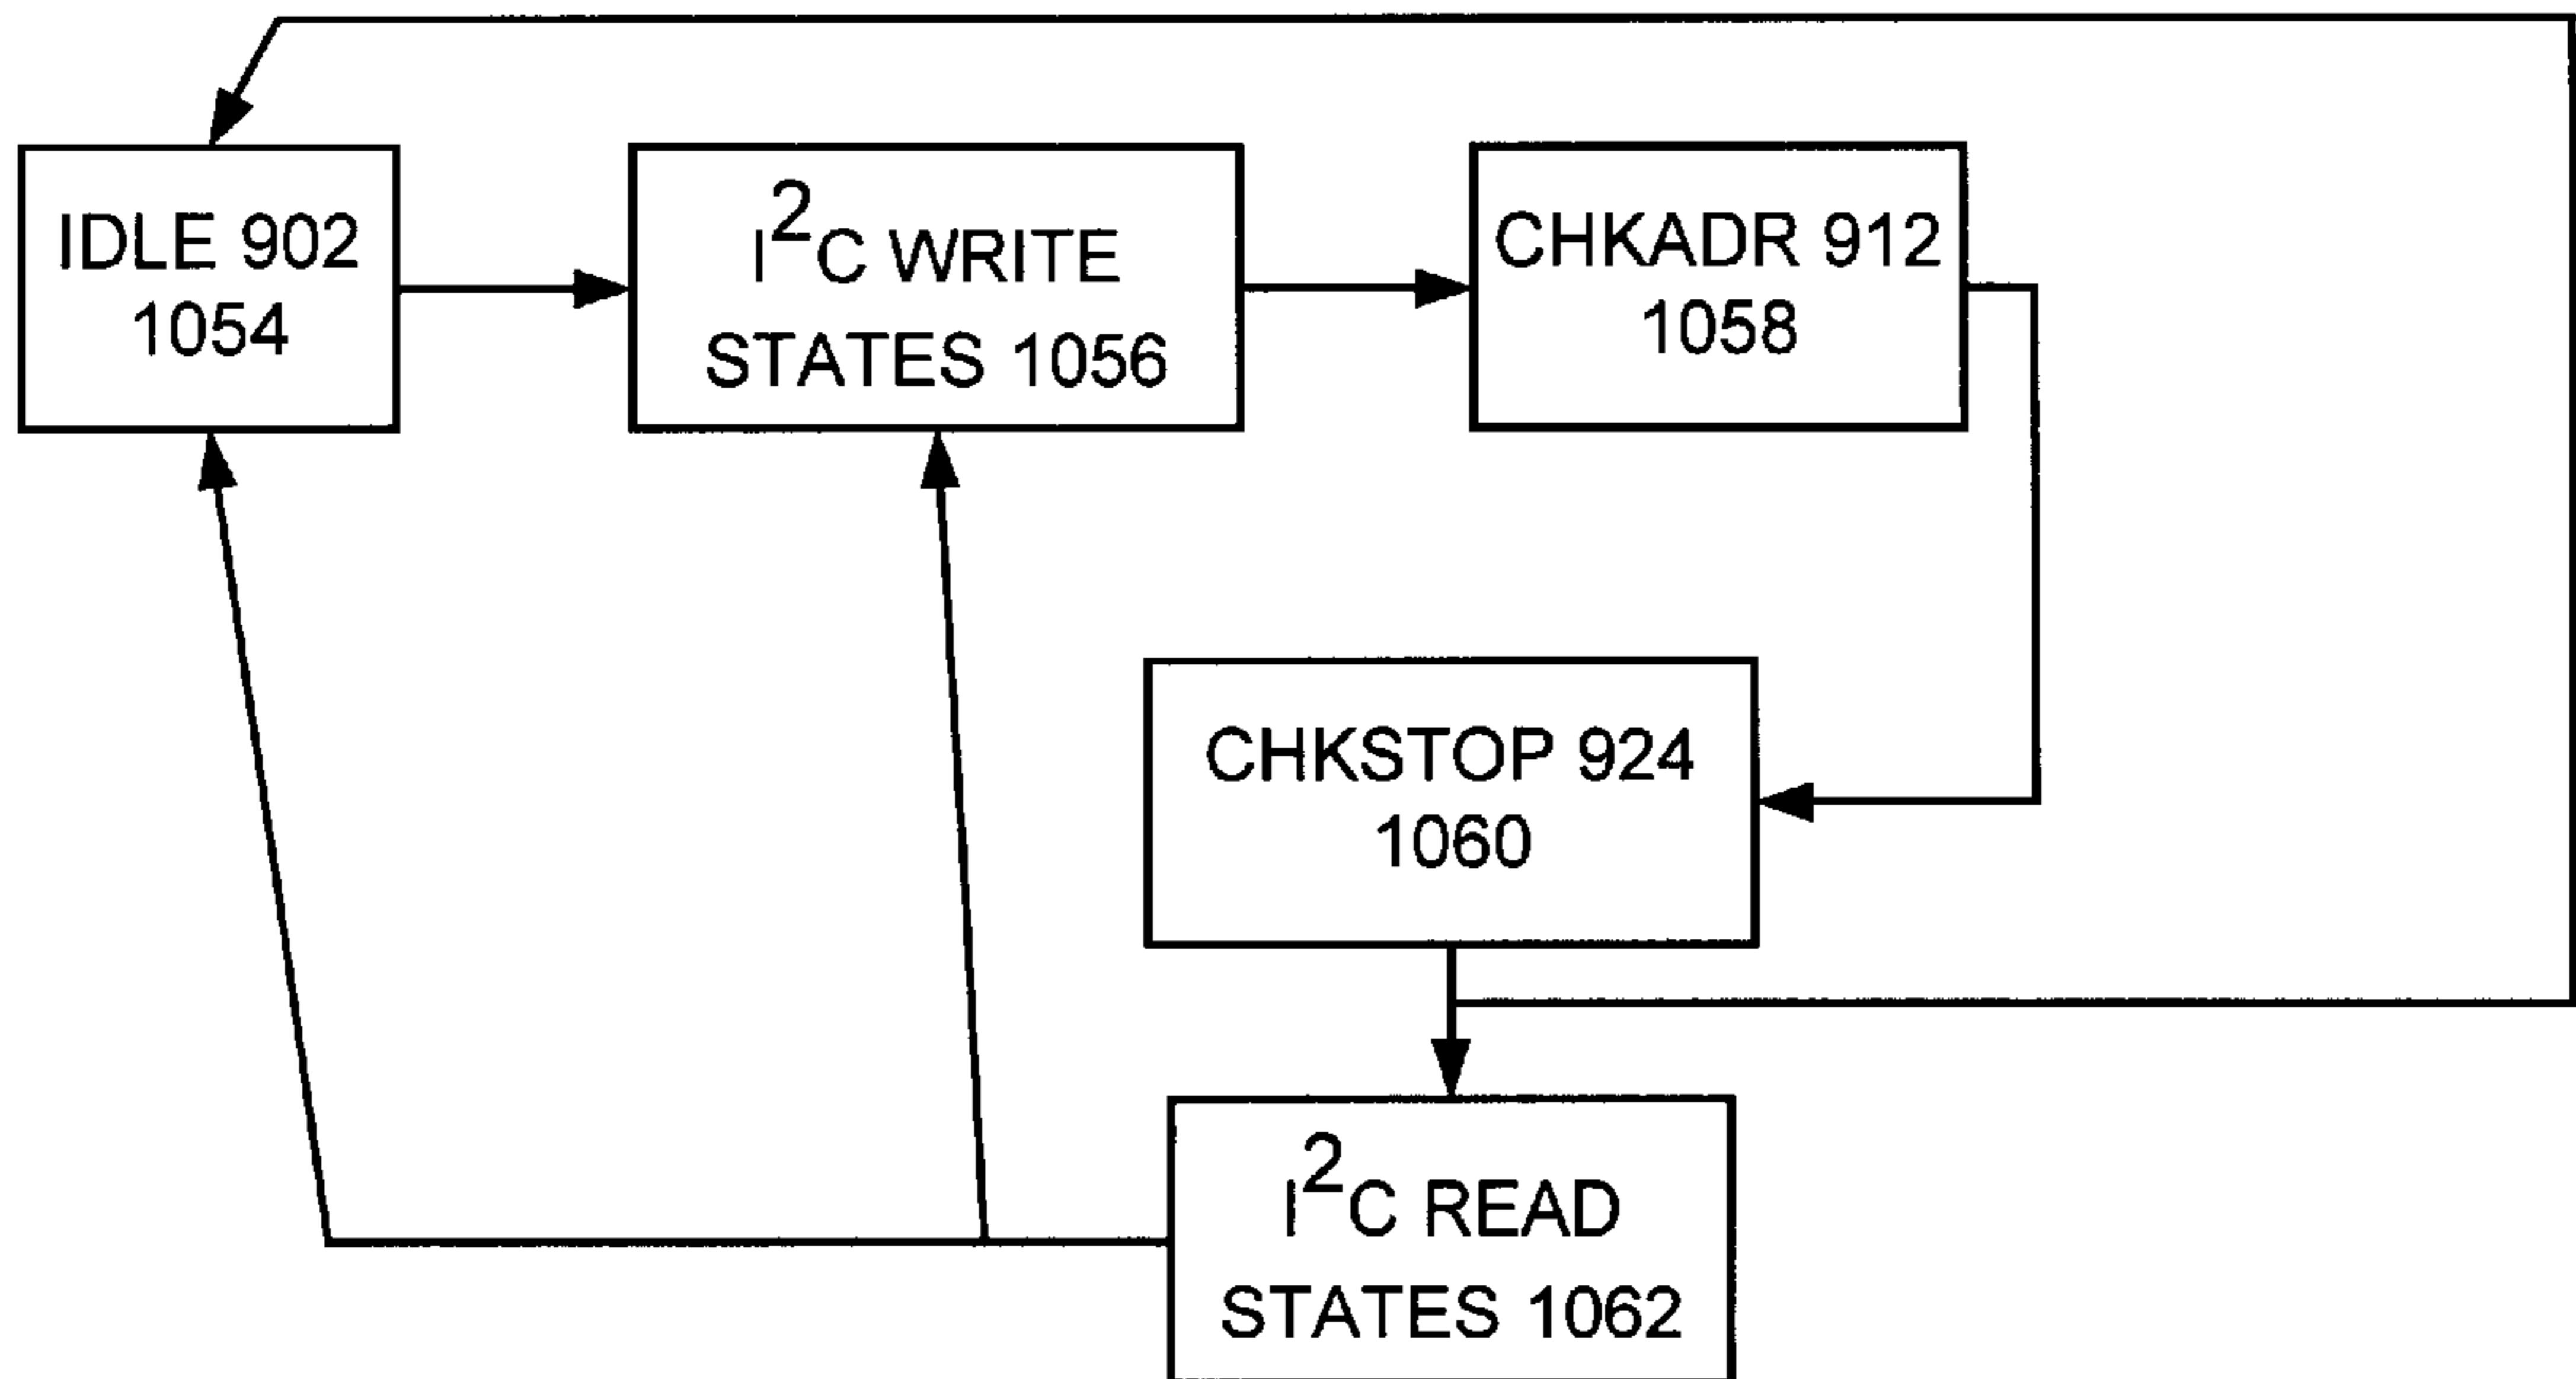 IDLE 902
1054
I²C WRITE
STATES 1056
CHKADR 912
1058
CHKSTOP 924
1060
I²C READ
STATES 1062